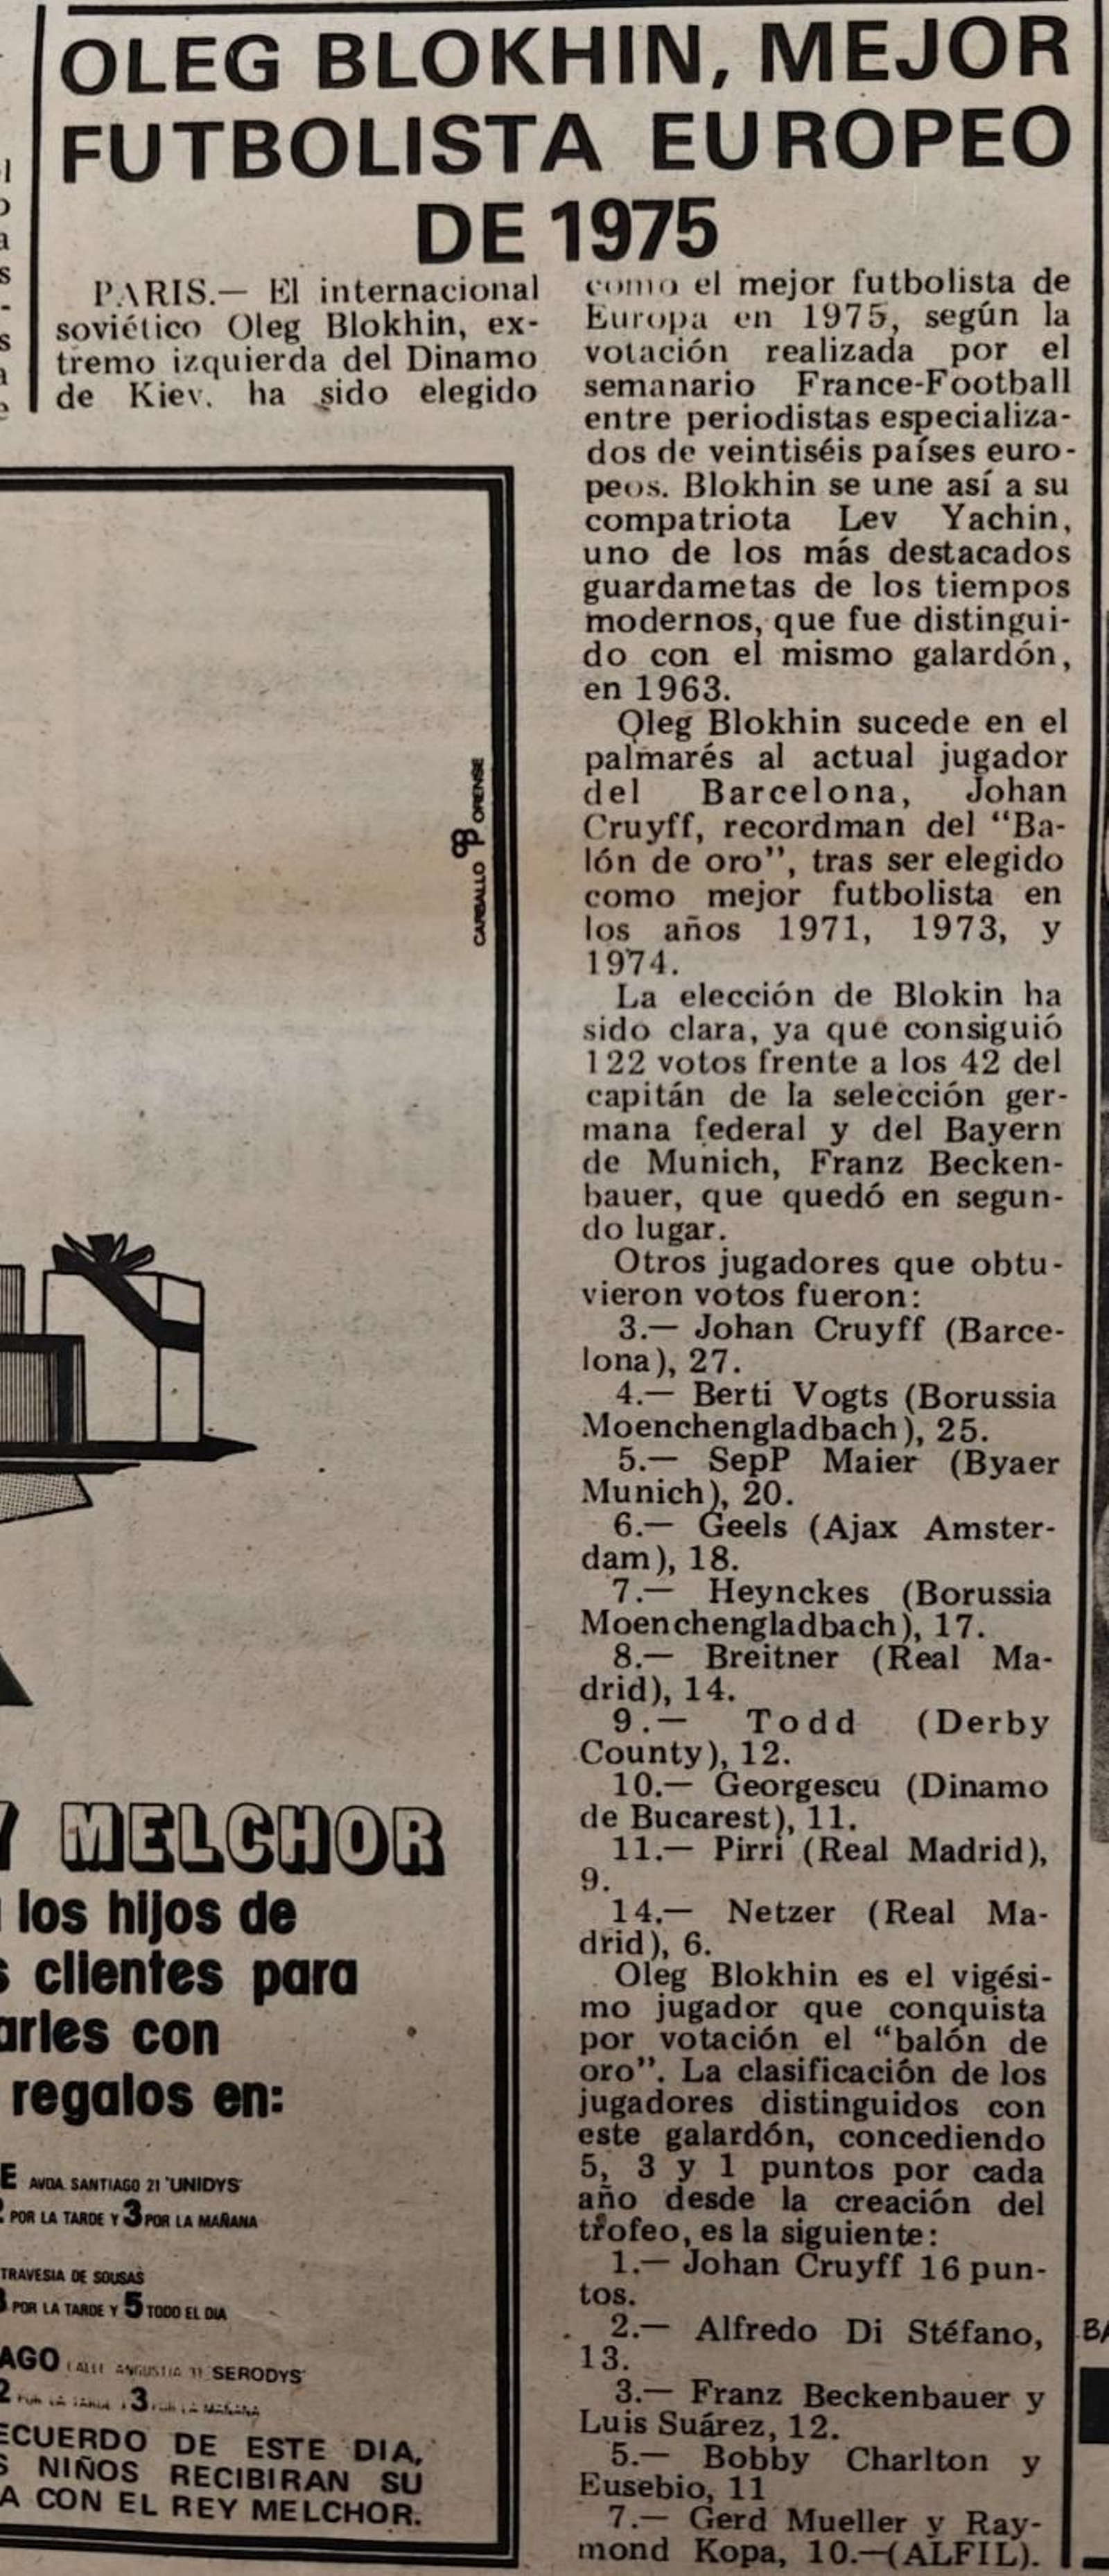 OLEG BLOKHIN, MEJOR
FUTBOLISTA EUROPEO
DE 1975
PARIS.— El internacional
soviético Oleg Blokhin, ex-
tremo izquierda del Dinamo
de Kiev. ha sido elegido
como el mejor futbolista de
Europa en 1975, según la
votación realizada por el
semanario France-Football
entre periodistas especializa-
dos de veintiséis países euro-
peos. Blokhin se une así a su
compatriota Lev Yachin,
uno de los más destacados
guardametas de los tiempos
modernos, que fue distingui-
do con el mismo galardón,
en 1963.
Oleg Blokhin sucede en el
palmarés al actual jugador
del Barcelona, Johan
Cruyff, recordman del “Ba-
lón de oro”, tras ser elegido
como mejor futbolista en
los años 1971, 1973, y
1974.
La elección de Blokin ha
sido clara, ya que consiguió
122 votos frente a los 42 del
capitán de la selección ger-
mana federal y del Bayern
de Munich, Franz Becken-
bauer, que quedó en segun-
do lugar.
Otros jugadores que obtu-
vieron votos fueron:
3.— Johan Cruyff (Barce-
lona), 27.
4.— Berti Vogts (Borussia
Moenchengladbach), 25.
5.— SepP Maier (Byaer
Munich), 20.
6.— Geels (Ajax Amster-
dam), 18.
7.— Heynckes (Borussia
Moenchengladbach), 17.
8.— Breitner (Real Ma-
drid), 14.
9.— Todd (Derby
County), 12.
10.— Georgescu (Dinamo
de Bucarest), 11.
11.— Pirri (Real Madrid),
9.
14.— Netzer (Real Ma-
drid), 6.
Oleg Blokhin es el vigési-
mo jugador que conquista
por votación el “balón de
oro”. La clasificación de los
jugadores distinguidos con
este galardón, concediendo
5, 3 y 1 puntos por cada
año desde la creación del
trofeo, es la siguiente:
1.— Johan Cruyff 16 pun-
tos.
2.— Alfredo Di Stéfano,
13.
3.— Franz Beckenbauer y
Luis Suárez, 12.
5.— Bobby Charlton y
Eusebio, 11
7.— Gerd Mueller y Ray-
mond Kopa, 10.—(ALFIL).
CARBALLO P ORENSE
MELCHOR
los hijos de
clientes para
arles con
regalos en:
E AVDA. SANTIAGO 21 "UNIDYS"
POR LA TARDE Y 3 POR LA MAÑANA
TRAVESIA DE SOUSAS
POR LA TARDE Y 5 TODO EL DIA
AGO CALLE ANGUSTIA "SERODYS"
2 POR LA TARDE Y 3 POR LA MAÑANA
ECUERDO DE ESTE DIA,
S NIÑOS RECIBIRAN SU
A CON EL REY MELCHOR.